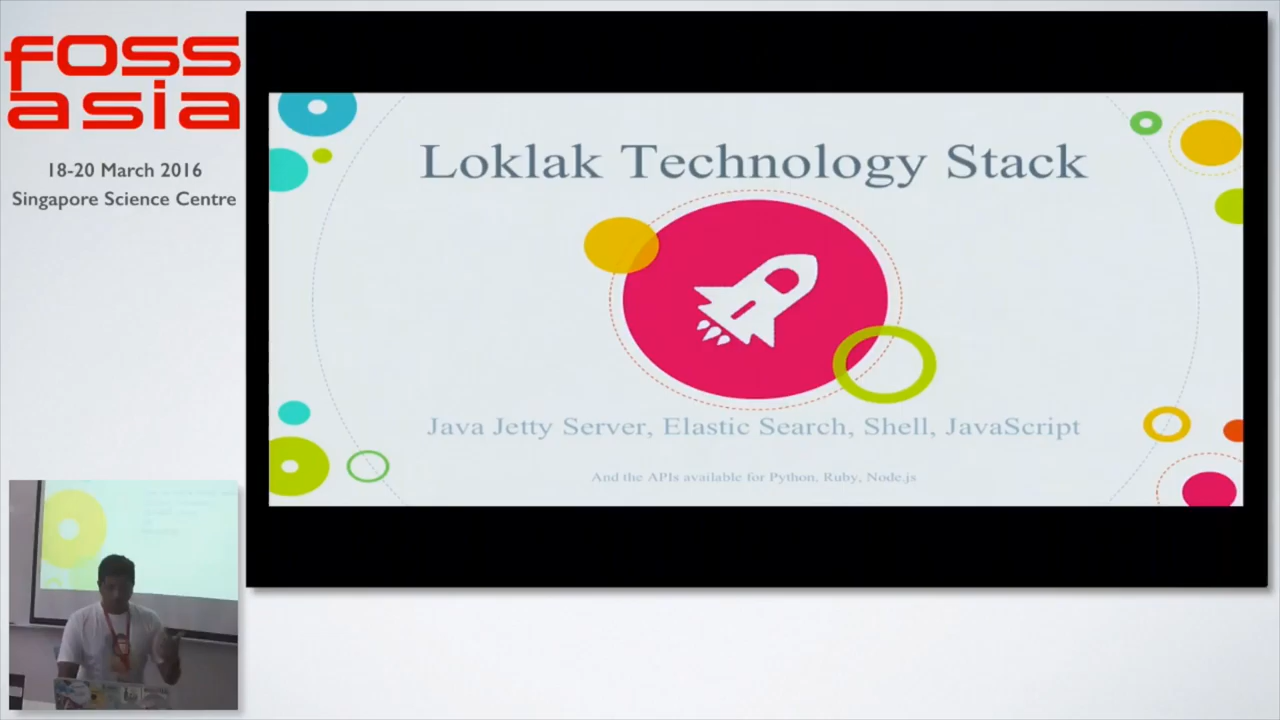 foss
asia
18-20 March 2016
Singapore Science Centre
Loklak Technology Stack
Java Jetty Server, Elastic Search, Shell, JavaScript
And the APIs available for Python, Ruby, Node.js